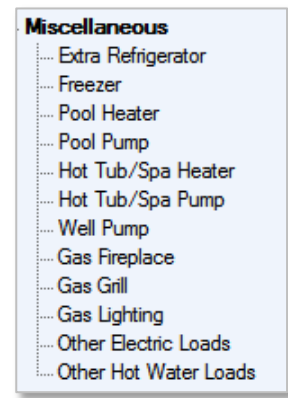 Miscellaneous
Extra Refrigerator
Freezer
Pool Heater
Pool Pump
Hot Tub/Spa Heater
Hot Tub/Spa Pump
Well Pump
Gas Fireplace
Gas Grill
Gas Lighting
Other Electric Loads
Other Hot Water Loads